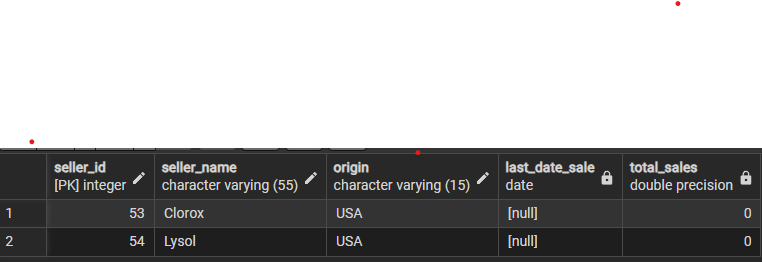 seller_id seller_name origin last_date_sale total_sales
[PK] integer character varying (55) character varying (15) date double precision
1 53 Clorox USA [null] 0
2 54 Lysol USA [null] 0